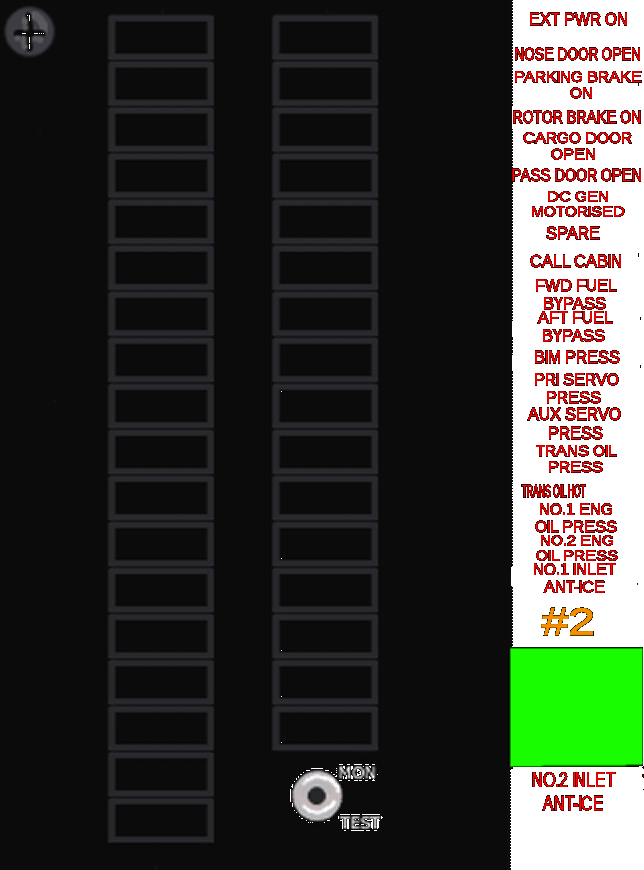 EXT PWR ON
NOSE DOOR OPEN
PARKING BRAKE
ON
ROTOR BRAKE ON
CARGO DOOR
OPEN
PASS DOOR OPEN
DC GEN
MOTORISED
SPARE
CALL CABIN
FWD FUEL
BYPASS
AFT FUEL
BYPASS
BIM PRESS
PRI SERVO
PRESS
AUX SERVO
PRESS
TRANS OIL
PRESS
TRANS OIL HOT
NO.1 ENG
OIL PRESS
NO.2 ENG
OIL PRESS
NO.1 INLET
ANT-ICE
#2
NO.2 INLET
ANT-ICE
MON
TEST